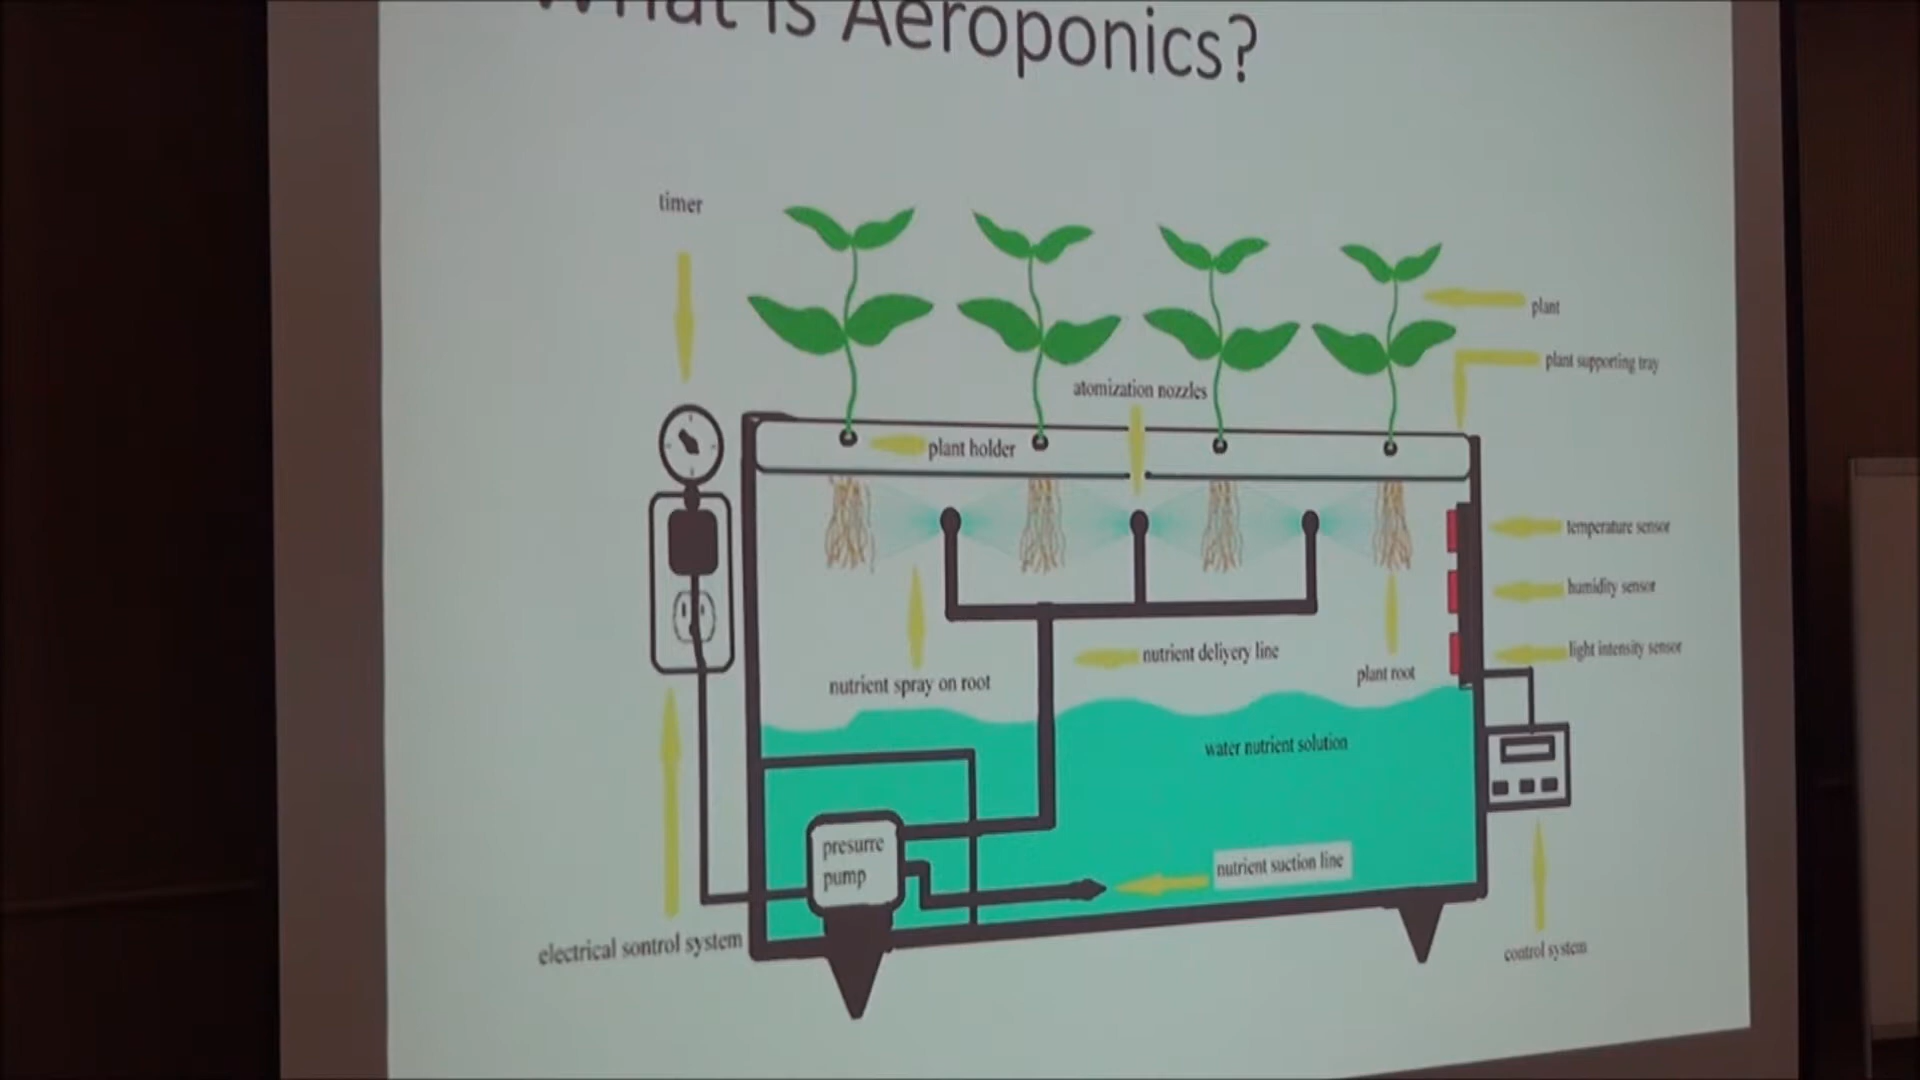 What is Aeroponics?
timer
plant
plant supporting tray
atomization nozzles
plant holder
temperature sensor
humidity sensor
light intensity sensor
nutrient delivery line
plant root
nutrient spray on root
water nutrient solution
presurre
pump
nutrient suction line
electrical sontrol system
control system